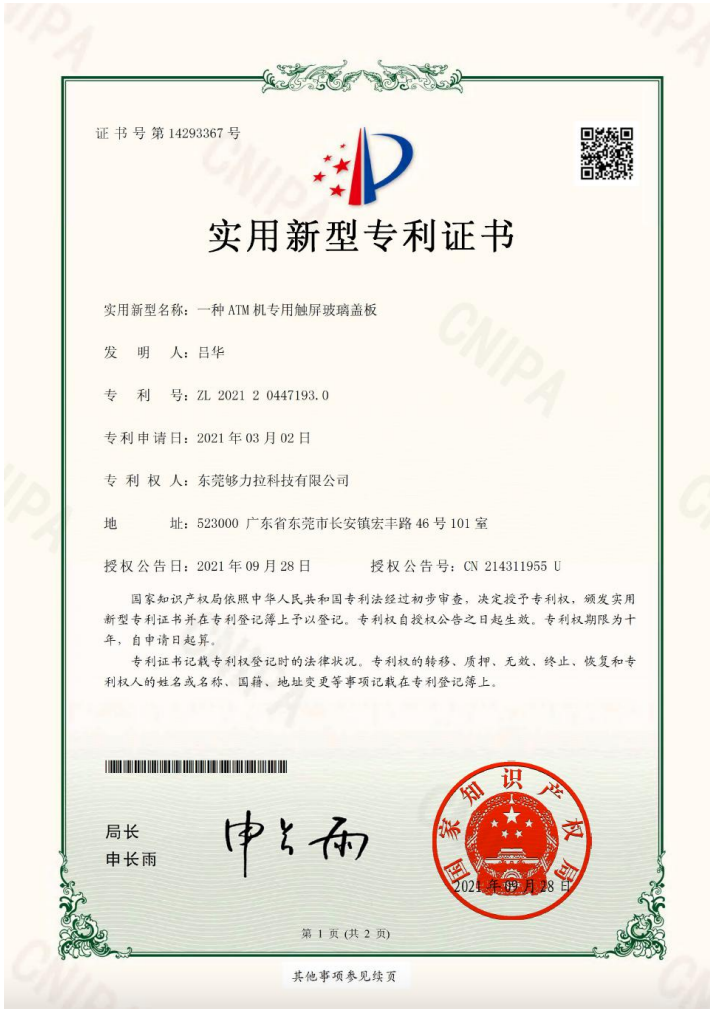 证书号第14293367号
实用新型专利证书
实用新型名称：一种ATM机专用触屏玻璃盖板
发明人：吕华
专利号：ZL 2021 2 0447193.0
专利申请日：2021年03月02日
专利权人：东莞够力拉科技有限公司
地址：523000 广东省东莞市长安镇宏丰路46号101室
授权公告日：2021年09月28日 授权公告号：CN 214311955 U
国家知识产权局依照中华人民共和国专利法经过初步审查，决定授予专利权，颁发实用
新型专利证书并在专利登记簿上予以登记。专利权自授权公告之日起生效。专利权期限为十
年，自申请日起算。
专利证书记载专利权登记时的法律状况。专利权的转移、质押、无效、终止、恢复和专
利权人的姓名或名称、国籍、地址变更等事项记载在专利登记簿上。
局长
申长雨
申长雨
国家知识产权局
2021年09月28日
第 1 页 (共 2 页)
其他事项参见续页
CNIPA
CNIPA
CNIPA
CNIPA
CNIPA